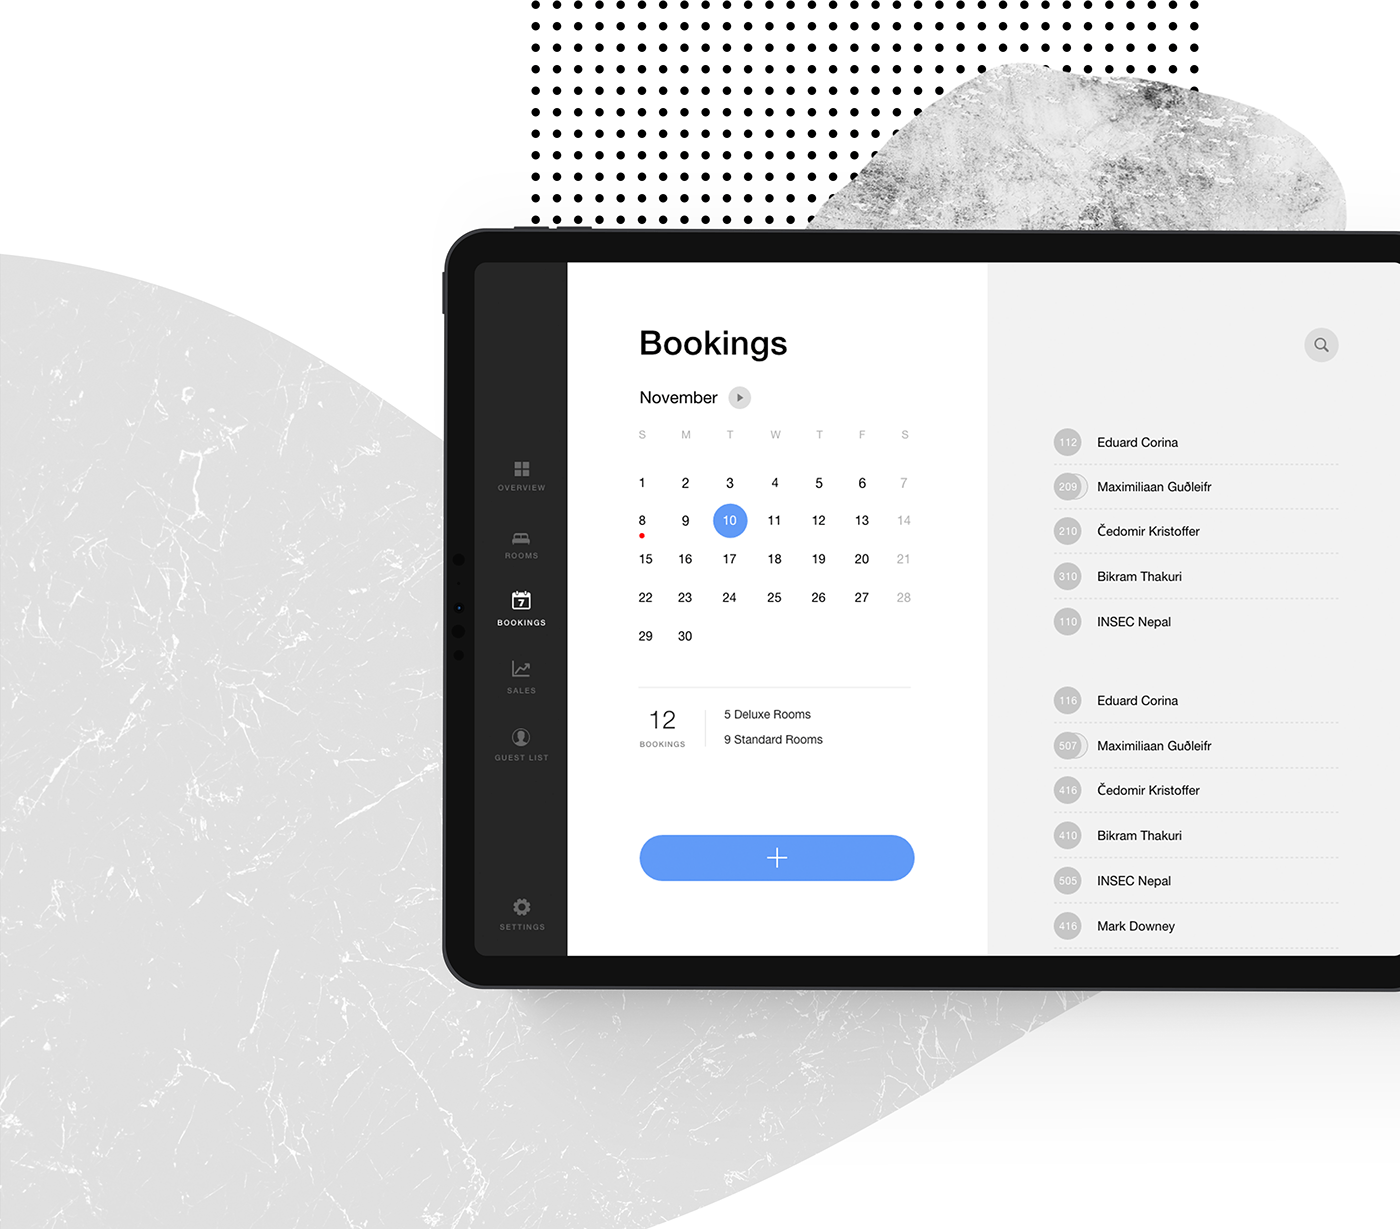 Bookings
November
S M T W T F S
1 2 3 4 5 6 7
8 9 10 11 12 13 14
15 16 17 18 19 20 21
22 23 24 25 26 27 28
29 30
12
BOOKINGS
5 Deluxe Rooms
9 Standard Rooms
OVERVIEW
ROOMS
7
BOOKINGS
SALES
GUEST LIST
SETTINGS
112 Eduard Corina
209 Maximiliaan Guðleifr
210 Čedomir Kristoffer
310 Bikram Thakuri
110 INSEC Nepal
116 Eduard Corina
507 Maximiliaan Guðleifr
416 Čedomir Kristoffer
410 Bikram Thakuri
505 INSEC Nepal
416 Mark Downey